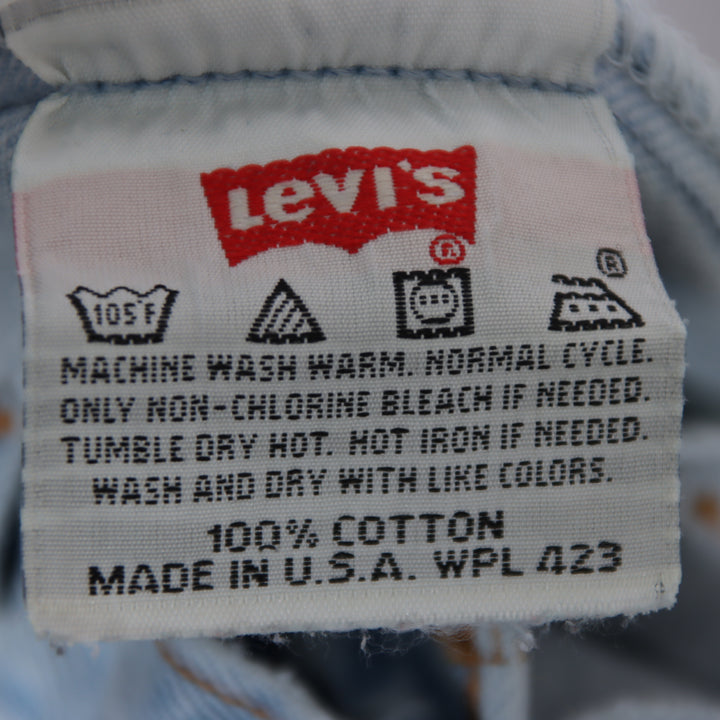 LEVI'S
®
®
105°F
MACHINE WASH WARM. NORMAL CYCLE.
ONLY NON-CHLORINE BLEACH IF NEEDED.
TUMBLE DRY HOT. HOT IRON IF NEEDED.
WASH AND DRY WITH LIKE COLORS.
100% COTTON
MADE IN U.S.A. WPL 423